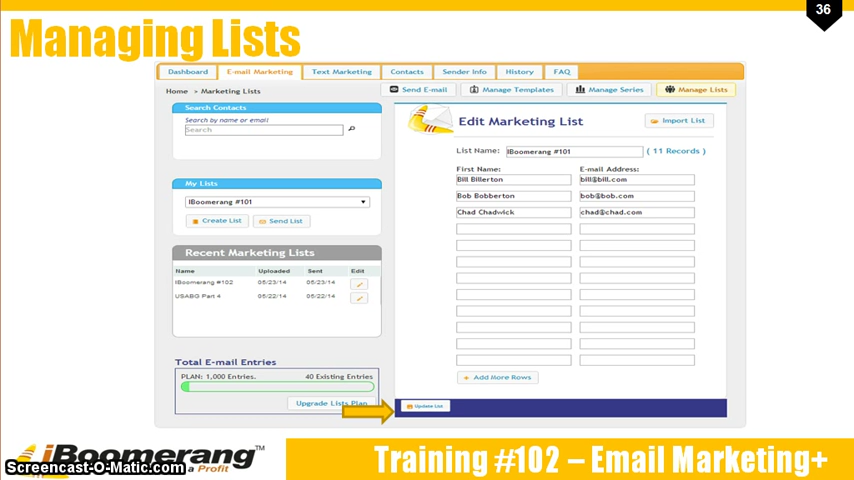 36
Managing Lists
Dashboard E-mail Marketing Text Marketing Contacts Sender Info History FAQ
Home > Marketing Lists
Send E-mail Manage Templates Manage Series Manage Lists
Search Contacts
Search by name or email
Search
My Lists
IBoomerang #101
Create List Send List
Recent Marketing Lists
Name Uploaded Sent Edit
IBoomerang #102 05/23/14 05/23/14
USABG Part 4 05/22/14 05/22/14
Total E-mail Entries
PLAN: 1,000 Entries. 40 Existing Entries
Upgrade Lists Plan
Edit Marketing List
Import List
List Name: IBoomerang #101 ( 11 Records )
First Name: E-mail Address:
Bill Billerton bill@bill.com
Bob Bobberton bob@bob.com
Chad Chadwick chad@chad.com
Add More Rows
Update List
iBoomerang™
a Profit
Screencast-O-Matic.com
Training #102 – Email Marketing+